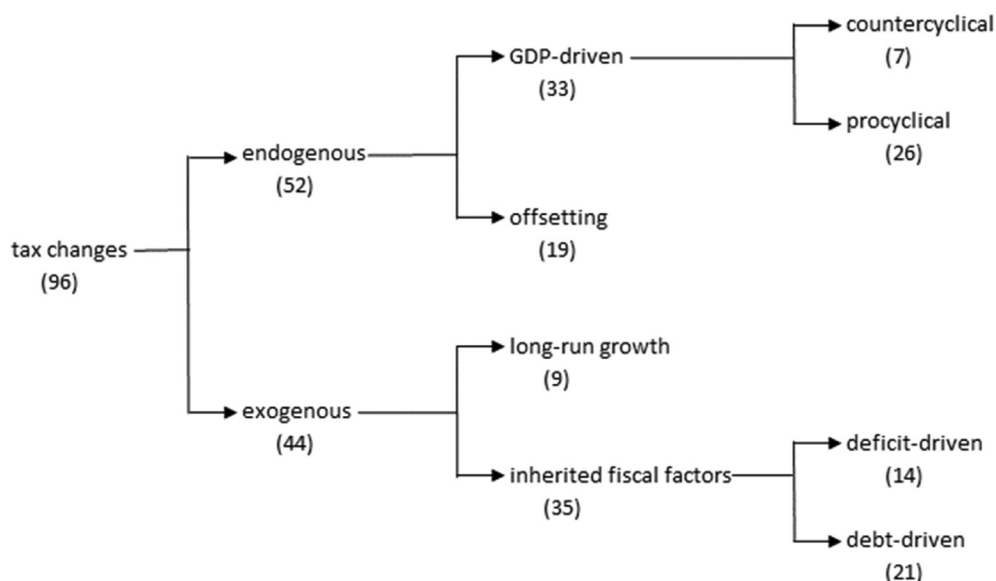 tax changes
(96)
endogenous
(52)
GDP-driven
(33)
countercyclical
(7)
procyclical
(26)
offsetting
(19)
exogenous
(44)
long-run growth
(9)
inherited fiscal factors
(35)
deficit-driven
(14)
debt-driven
(21)